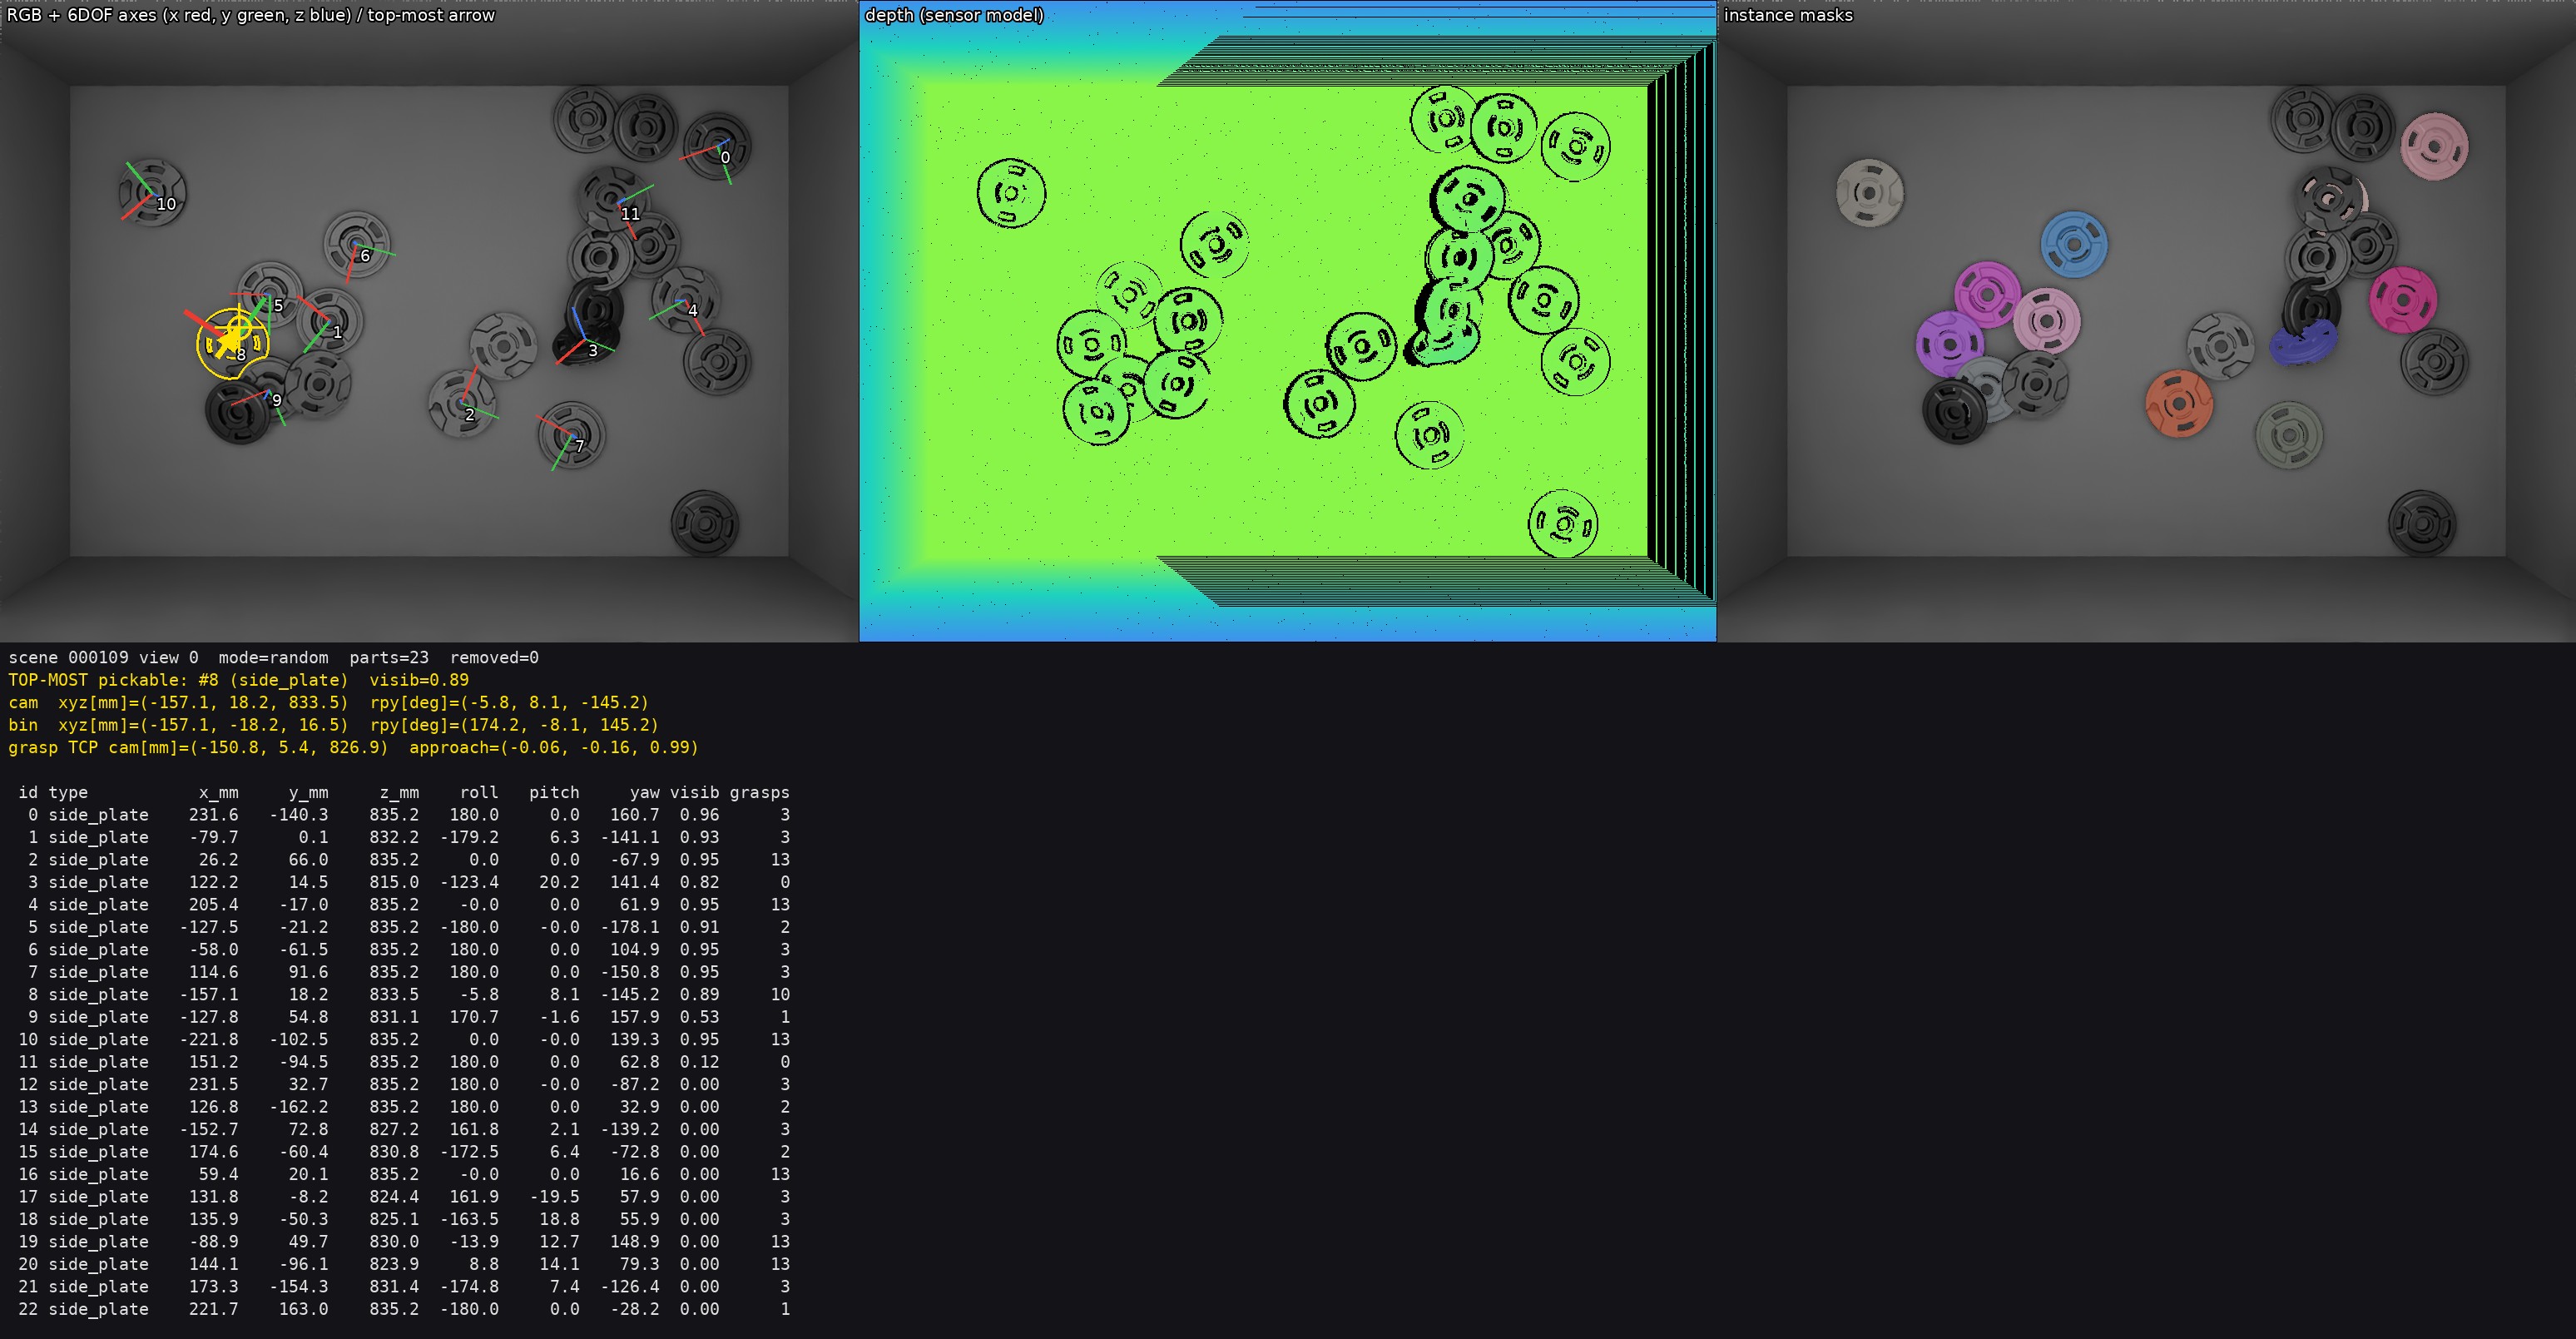 RGB + 6DOF axes (x red, y green, z blue) / top-most arrow
depth (sensor model)
instance masks
0
10
11
6
5
4
1
8
3
9
2
7
scene 000109 view 0  mode=random  parts=23  removed=0
TOP-MOST pickable: #8 (side_plate)  visib=0.89
cam  xyz[mm]=(-157.1, 18.2, 833.5)  rpy[deg]=(-5.8, 8.1, -145.2)
bin  xyz[mm]=(-157.1, -18.2, 16.5)  rpy[deg]=(174.2, -8.1, 145.2)
grasp TCP cam[mm]=(-150.8, 5.4, 826.9)  approach=(-0.06, -0.16, 0.99)
id type x_mm y_mm z_mm roll pitch yaw visib grasps
0 side_plate 231.6 -140.3 835.2 180.0 0.0 160.7 0.96 3
1 side_plate -79.7 0.1 832.2 -179.2 6.3 -141.1 0.93 3
2 side_plate 26.2 66.0 835.2 0.0 0.0 -67.9 0.95 13
3 side_plate 122.2 14.5 815.0 -123.4 20.2 141.4 0.82 0
4 side_plate 205.4 -17.0 835.2 -0.0 0.0 61.9 0.95 13
5 side_plate -127.5 -21.2 835.2 -180.0 -0.0 -178.1 0.91 2
6 side_plate -58.0 -61.5 835.2 180.0 0.0 104.9 0.95 3
7 side_plate 114.6 91.6 835.2 180.0 0.0 -150.8 0.95 3
8 side_plate -157.1 18.2 833.5 -5.8 8.1 -145.2 0.89 10
9 side_plate -127.8 54.8 831.1 170.7 -1.6 157.9 0.53 1
10 side_plate -221.8 -102.5 835.2 0.0 -0.0 139.3 0.95 13
11 side_plate 151.2 -94.5 835.2 180.0 0.0 62.8 0.12 0
12 side_plate 231.5 32.7 835.2 180.0 -0.0 -87.2 0.00 3
13 side_plate 126.8 -162.2 835.2 180.0 0.0 32.9 0.00 2
14 side_plate -152.7 72.8 827.2 161.8 2.1 -139.2 0.00 3
15 side_plate 174.6 -60.4 830.8 -172.5 6.4 -72.8 0.00 2
16 side_plate 59.4 20.1 835.2 -0.0 0.0 16.6 0.00 13
17 side_plate 131.8 -8.2 824.4 161.9 -19.5 57.9 0.00 3
18 side_plate 135.9 -50.3 825.1 -163.5 18.8 55.9 0.00 3
19 side_plate -88.9 49.7 830.0 -13.9 12.7 148.9 0.00 13
20 side_plate 144.1 -96.1 823.9 8.8 14.1 79.3 0.00 13
21 side_plate 173.3 -154.3 831.4 -174.8 7.4 -126.4 0.00 3
22 side_plate 221.7 163.0 835.2 -180.0 0.0 -28.2 0.00 1